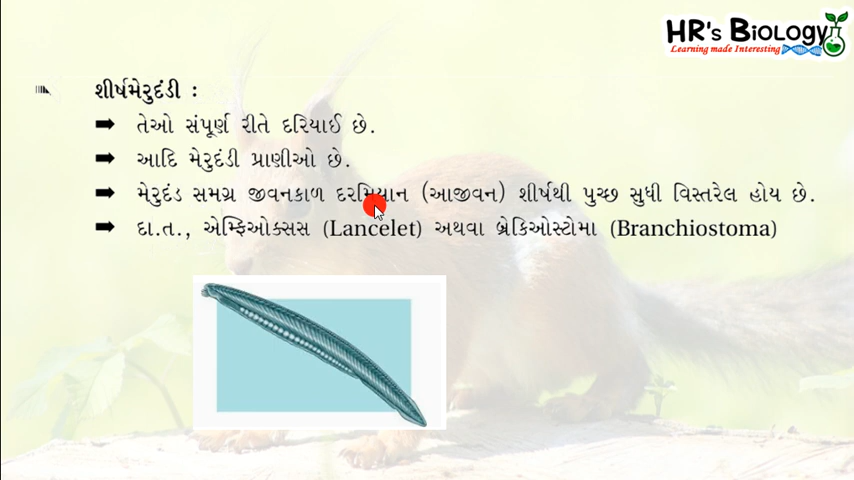 HR's Biology
Learning made Interesting
શીર્ષમેરુદંડી :
➡ તેઓ સંપૂર્ણ રીતે દરિયાઈ છે.
➡ આદિ મેરુદંડી પ્રાણીઓ છે.
➡ મેરુદંડ સમગ્ર જીવનકાળ દરમિયાન (આજીવન) શીર્ષથી પુચ્છ સુધી વિસ્તરેલ હોય છે.
➡ દા.ત., એમ્ફિઓક્સસ (Lancelet) અથવા બ્રેકિઓસ્ટોમા (Branchiostoma)